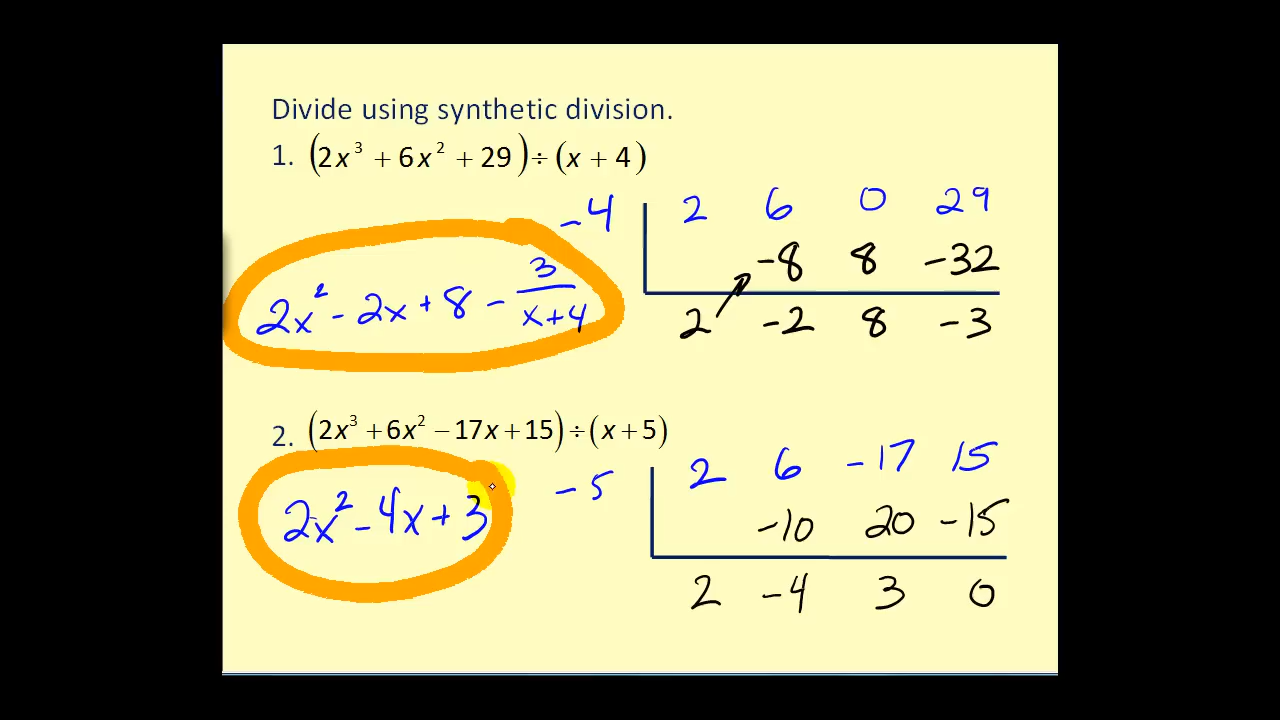 Divide using synthetic division.
1. (2x³ + 6x² + 29) ÷ (x + 4)
-4 | 2 6 0 29
-8 8 -32
2x² - 2x + 8 - 3/(x+4)
2 -2 8 -3
2. (2x³ + 6x² − 17x + 15) ÷ (x + 5)
-5 | 2 6 -17 15
2x² - 4x + 3
-10 20 -15
2 -4 3 0